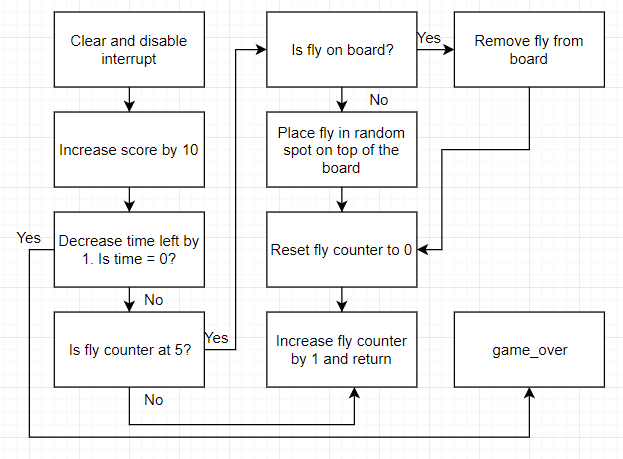 Clear and disable
interrupt
Increase score by 10
Decrease time left by
1. Is time = 0?
Yes
No
Is fly counter at 5?
Yes
No
Is fly on board?
Yes
No
Remove fly from
board
Place fly in random
spot on top of the
board
Reset fly counter to 0
Increase fly counter
by 1 and return
game_over